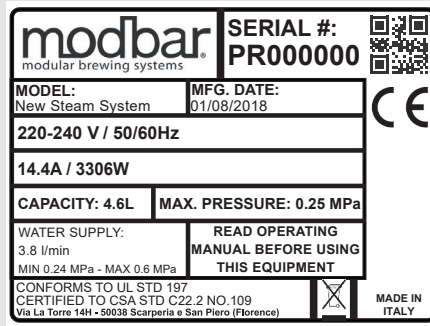 modbar
modular brewing systems
SERIAL #:
PR000000
MODEL:
New Steam System
MFG. DATE:
01/08/2018
CE
220-240 V / 50/60Hz
14.4A / 3306W
CAPACITY: 4.6L
MAX. PRESSURE: 0.25 MPa
WATER SUPPLY:
3.8 l/min
MIN 0.24 MPa - MAX 0.6 MPa
READ OPERATING
MANUAL BEFORE USING
THIS EQUIPMENT
CONFORMS TO UL STD 197
CERTIFIED TO CSA STD C22.2 NO.109
Via La Torre 14H - 50038 Scarperia e San Piero (Florence)
MADE IN
ITALY